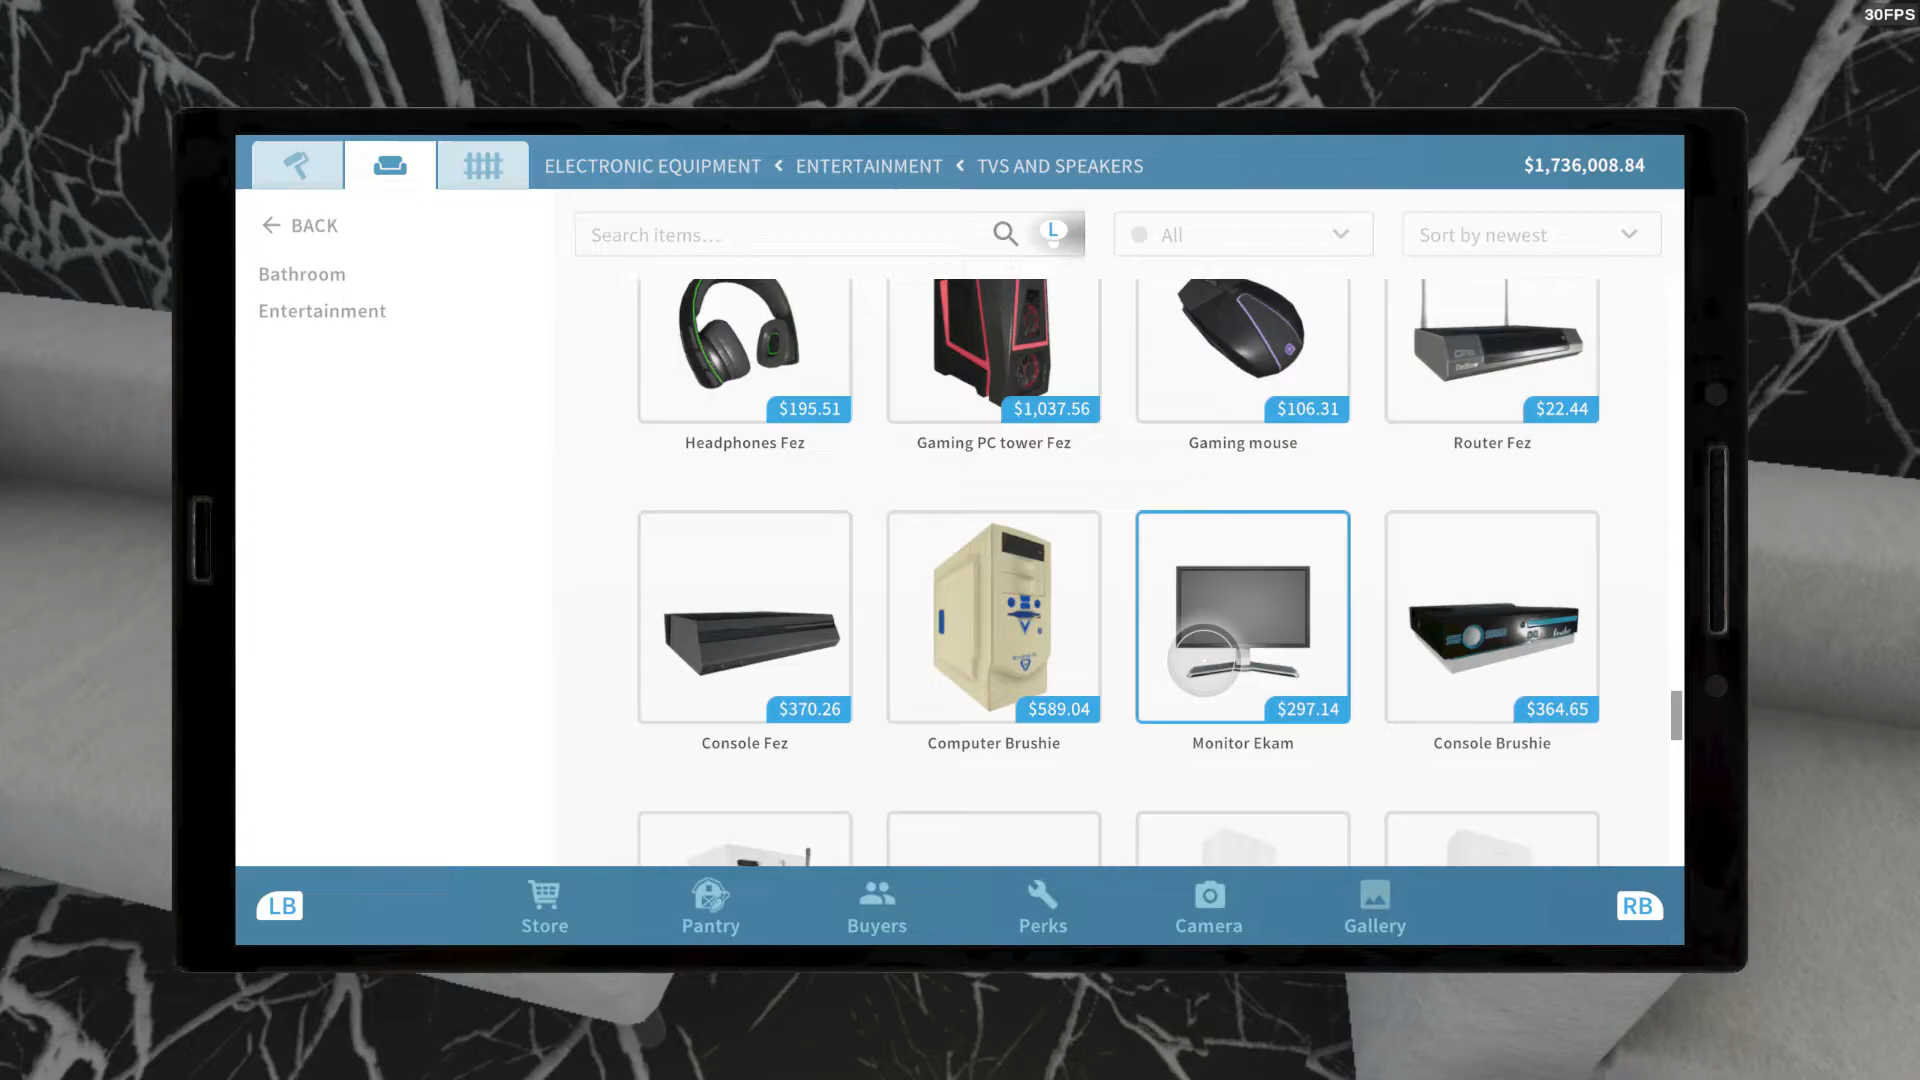 30FPS
ELECTRONIC EQUIPMENT < ENTERTAINMENT < TVS AND SPEAKERS
$1,736,008.84
BACK
Search items...
L
All
Sort by newest
Bathroom
Entertainment
$195.51
$1,037.56
$106.31
$22.44
Headphones Fez
Gaming PC tower Fez
Gaming mouse
Router Fez
$370.26
$589.04
$297.14
$364.65
Console Fez
Computer Brushie
Monitor Ekam
Console Brushie
LB
Store
Pantry
Buyers
Perks
Camera
Gallery
RB